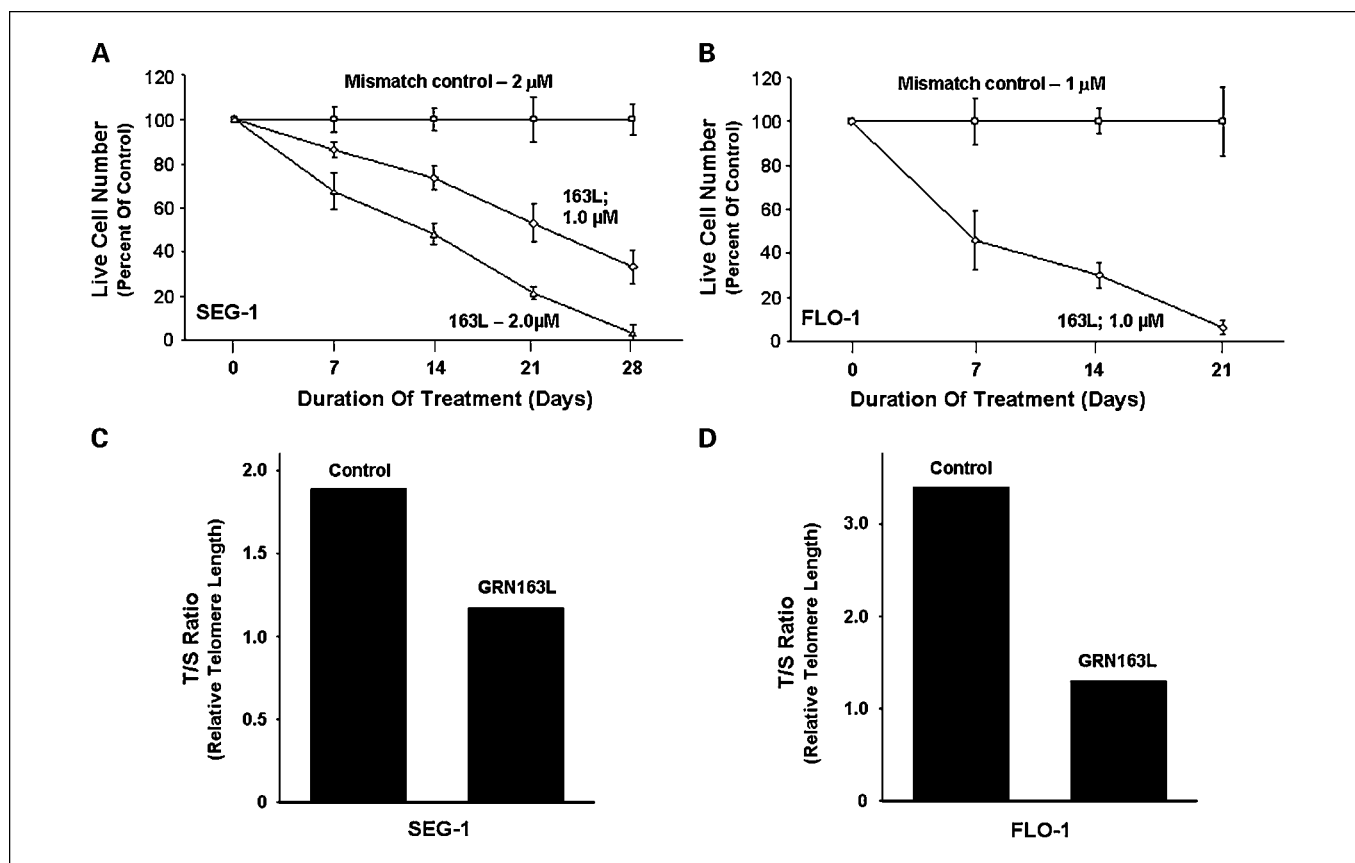 A
Mismatch control – 2 µM
120
100
80
60
40
20
0
Live Cell Number
(Percent Of Control)
163L;
1.0 µM
163L – 2.0µM
SEG-1
0 7 14 21 28
Duration Of Treatment (Days)
B
Mismatch control – 1 µM
120
100
80
60
40
20
0
Live Cell Number
(Percent Of Control)
163L; 1.0 µM
FLO-1
0 7 14 21
Duration Of Treatment (Days)
C
2.0
1.5
1.0
0.5
0
T/S Ratio
(Relative Telomere Length)
Control
GRN163L
SEG-1
D
3.0
2.0
1.0
0
T/S Ratio
(Relative Telomere Length)
Control
GRN163L
FLO-1